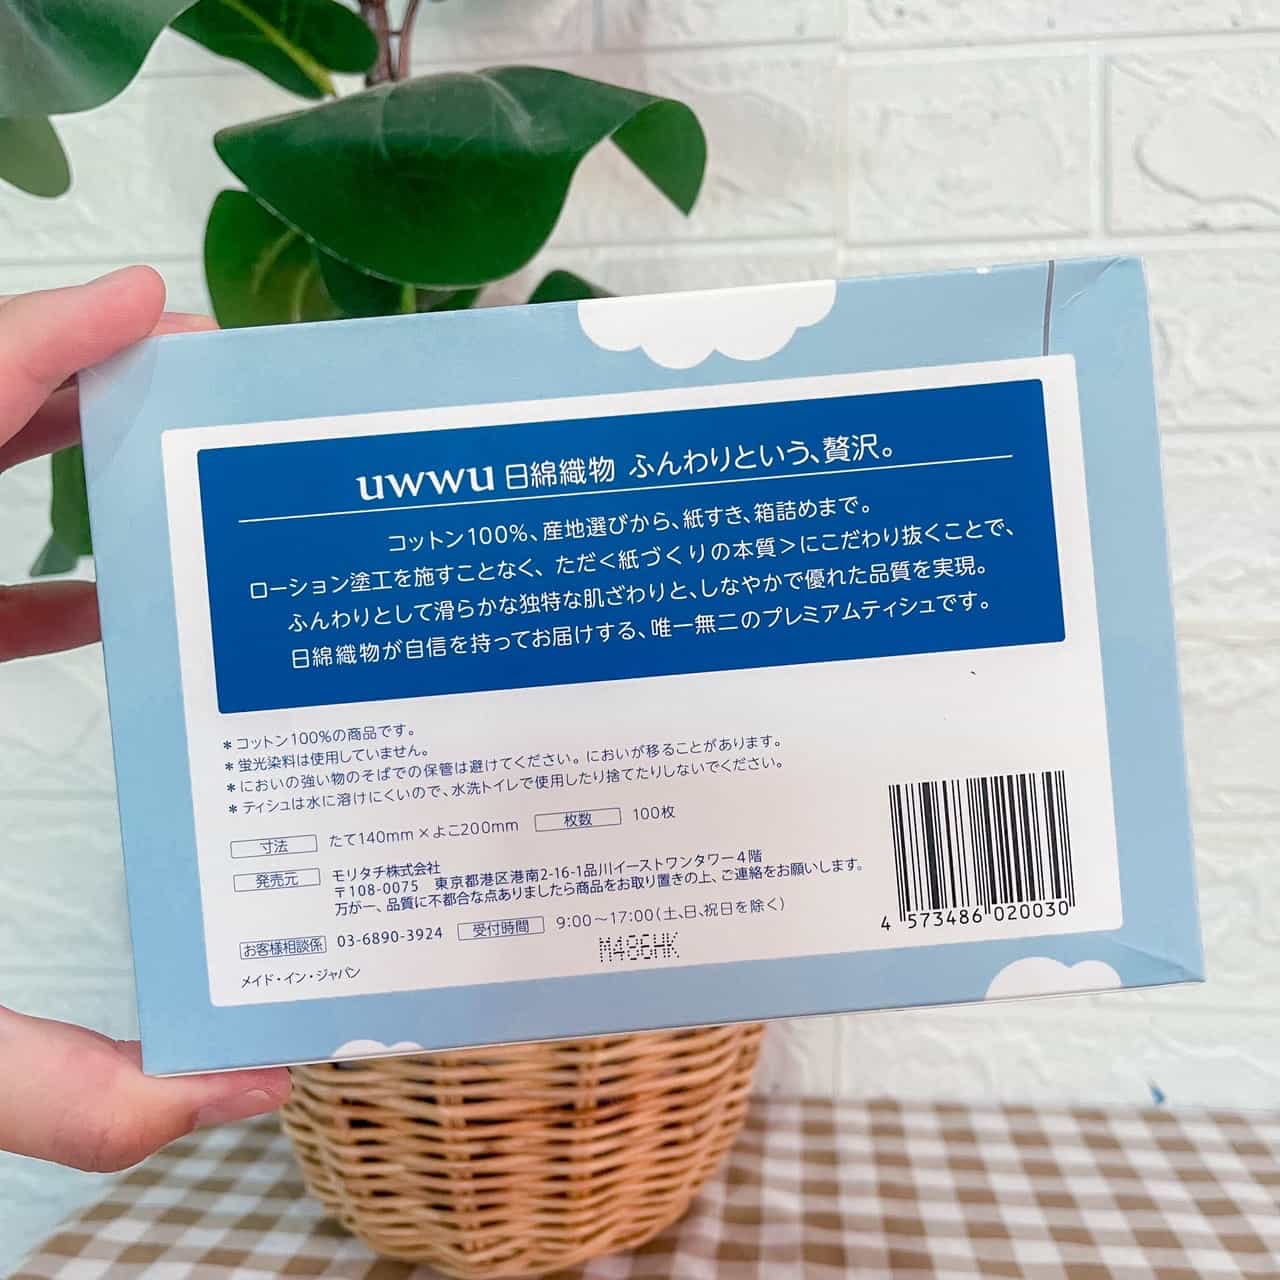 uwwu 日綿織物 ふんわりという、贅沢。
コットン100%、産地選びから、紙すき、箱詰めまで。
ローション塗工を施すことなく、ただ＜紙づくりの本質＞にこだわり抜くことで、
ふんわりとして滑らかな独特な肌ざわりと、しなやかで優れた品質を実現。
日綿織物が自信を持ってお届けする、唯一無二のプレミアムティシュです。
＊コットン100%の商品です。
＊蛍光染料は使用していません。
＊においの強い物のそばでの保管は避けてください。においが移ることがあります。
＊ティシュは水に溶けにくいので、水洗トイレで使用したり捨てたりしないでください。
寸法 たて140mm×よこ200mm 枚数 100枚
発売元 モリタチ株式会社
〒108-0075 東京都港区港南2-16-1品川イーストワンタワー4階
万が一、品質に不都合な点ありましたら商品をお取り置きの上、ご連絡をお願いします。
お客様相談係 03-6890-3924 受付時間 9:00〜17:00(土、日、祝日を除く)
メイド・イン・ジャパン
M486HK
4 573486 020030